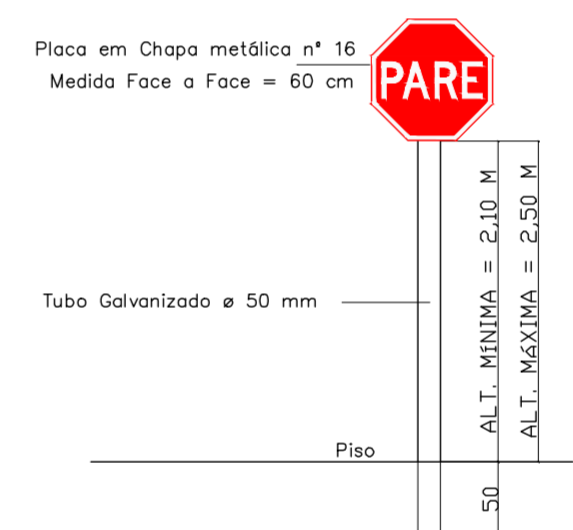 Placa em Chapa metálica nº 16
Medida Face a Face = 60 cm
PARE
ALT. MÍNIMA = 2,10 M
ALT. MÁXIMA = 2,50 M
Tubo Galvanizado ø 50 mm
Piso
50